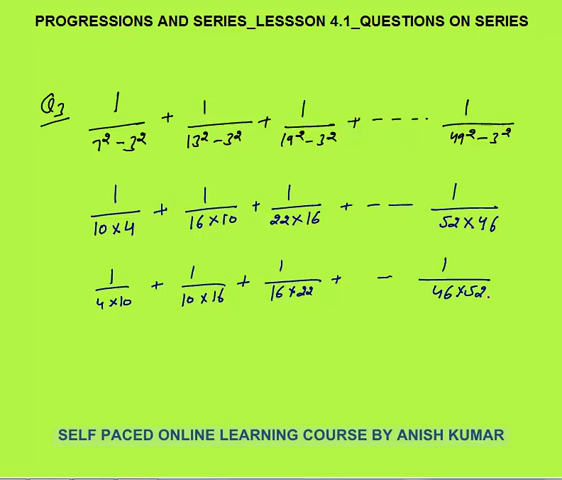 PROGRESSIONS AND SERIES_LESSSON 4.1_QUESTIONS ON SERIES
Q3 1/(7²-3²) + 1/(13²-3²) + 1/(19²-3²) + ---- 1/(49²-3²)
1/(10×4) + 1/(16×10) + 1/(22×16) + -- — 1/(52×46)
1/(4×10) + 1/(10×16) + 1/(16×22) + - 1/(46×52).
SELF PACED ONLINE LEARNING COURSE BY ANISH KUMAR